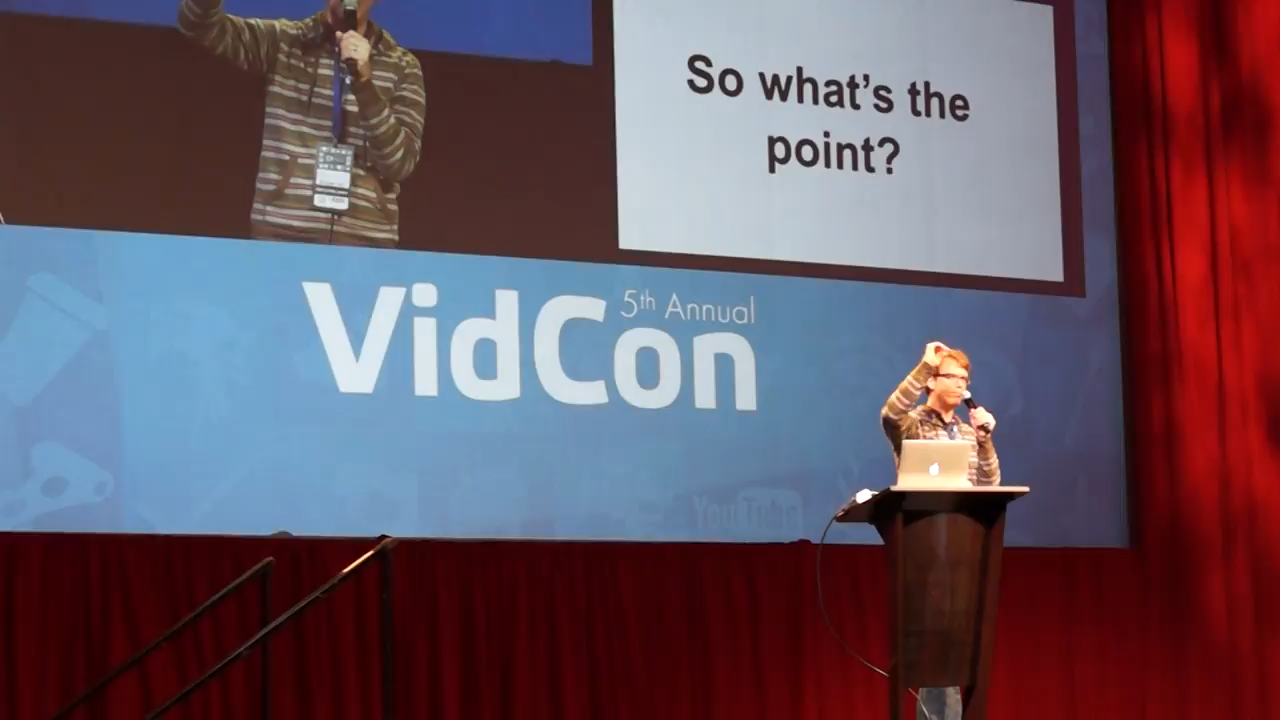 So what's the
point?
5th Annual
VidCon
YouTube